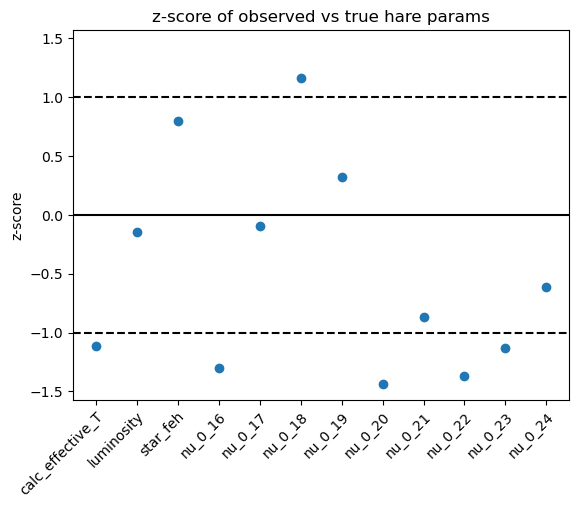 z-score of observed vs true hare params
z-score
1.5
1.0
0.5
0.0
−0.5
−1.0
−1.5
calc_effective_T
luminosity
star_feh
nu_0_16
nu_0_17
nu_0_18
nu_0_19
nu_0_20
nu_0_21
nu_0_22
nu_0_23
nu_0_24